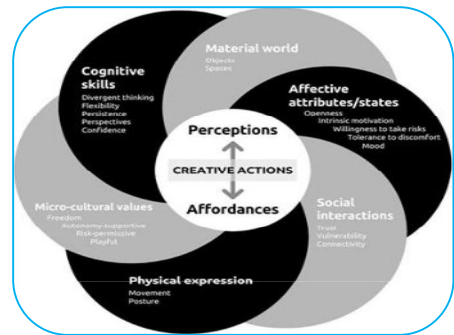 Material world
Objects
Spaces
Cognitive
skills
Divergent thinking
Flexibility
Persistence
Perspectives
Confidence
Affective
attributes/states
Openness
Intrinsic motivation
Willingness to take risks
Tolerance to discomfort
Mood
Perceptions
CREATIVE ACTIONS
Affordances
Micro-cultural values
Freedom
Autonomy-supportive
Risk-permissive
Playful
Social
interactions
Trust
Vulnerability
Connectivity
Physical expression
Movement
Posture